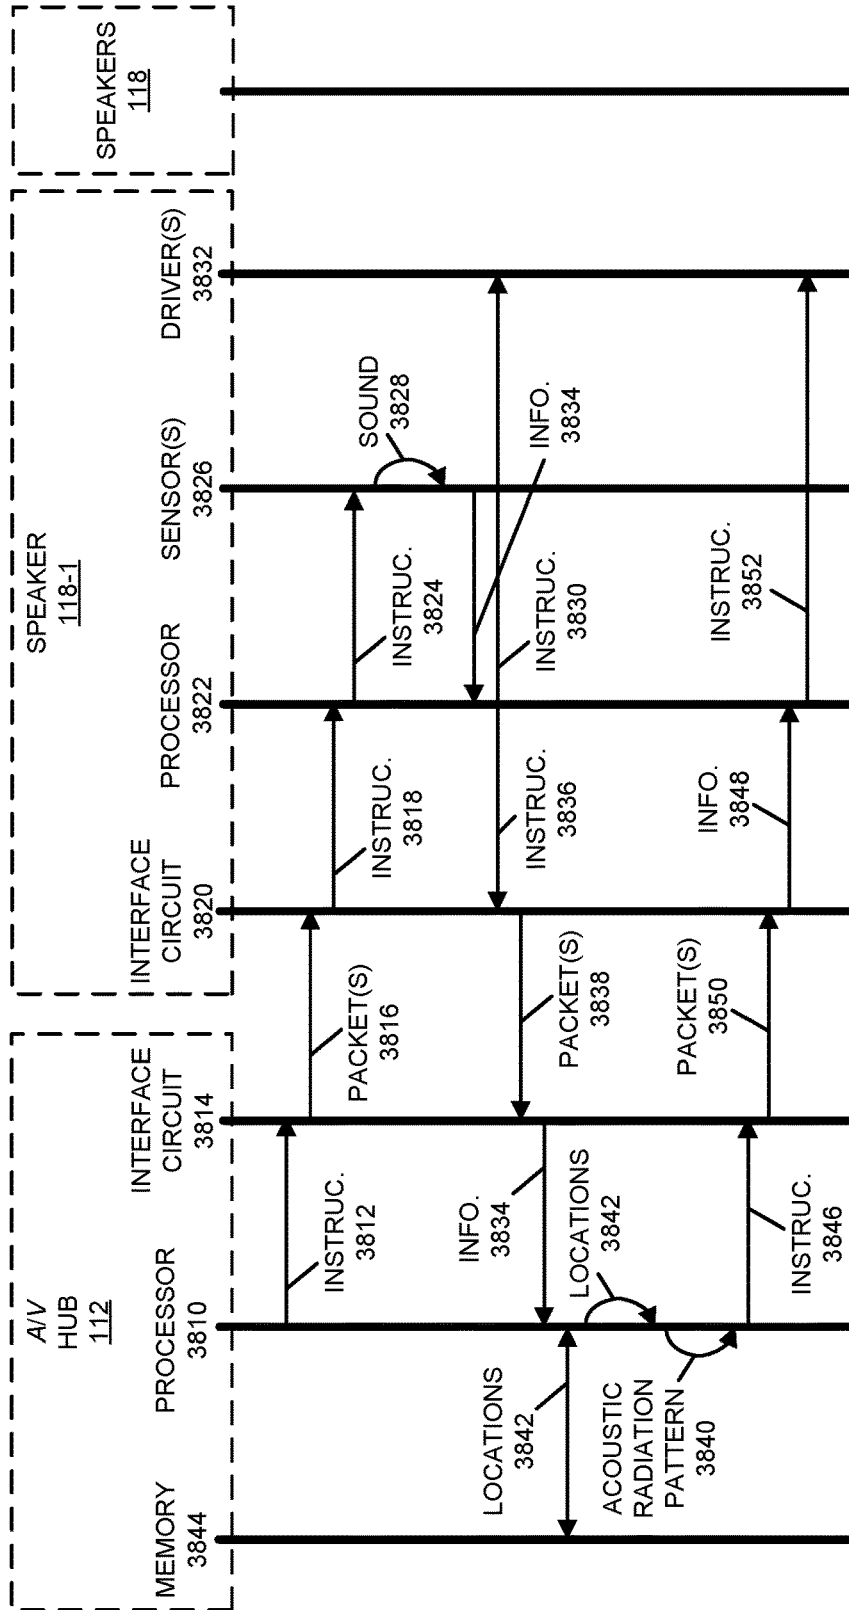 A/V
HUB
112
SPEAKER
118-1
SPEAKERS
118
MEMORY
3844
PROCESSOR
3810
INTERFACE
CIRCUIT
3814
INTERFACE
CIRCUIT
3820
PROCESSOR
3822
SENSOR(S)
3826
DRIVER(S)
3832
INSTRUC.
3812
PACKET(S)
3816
INSTRUC.
3818
INSTRUC.
3824
SOUND
3828
INFO.
3834
INSTRUC.
3830
INSTRUC.
3836
PACKET(S)
3838
INFO.
3834
LOCATIONS
3842
LOCATIONS
3842
ACOUSTIC
RADIATION
PATTERN
3840
INSTRUC.
3846
PACKET(S)
3850
INFO.
3848
INSTRUC.
3852